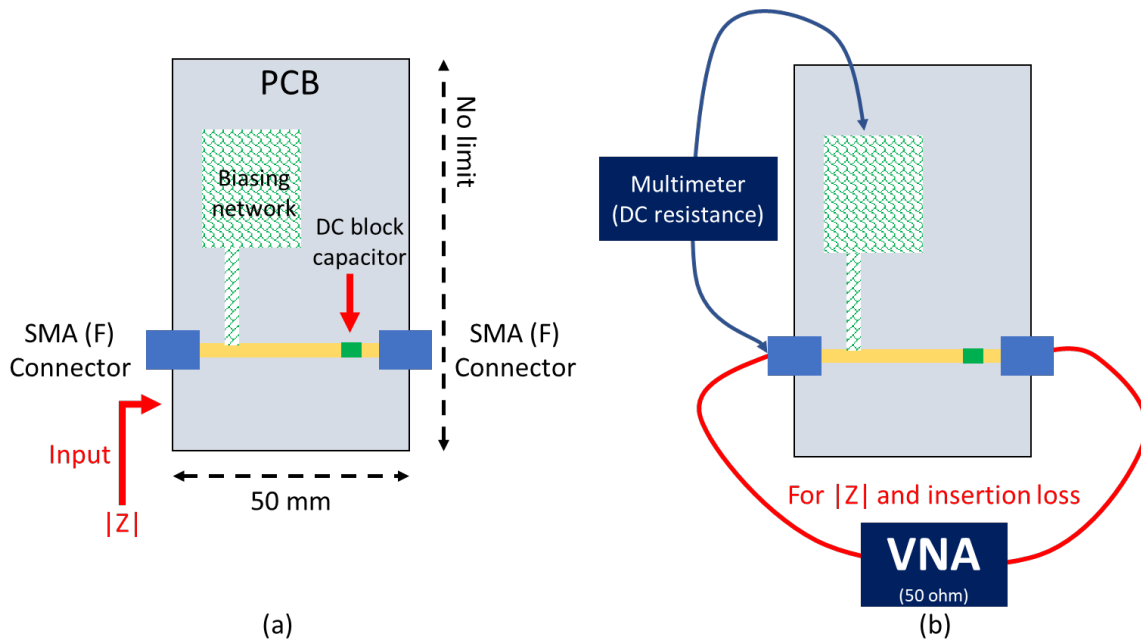 PCB
Biasing
network
DC block
capacitor
No limit
SMA (F)
Connector
SMA (F)
Connector
Input
|Z|
50 mm
(a)
Multimeter
(DC resistance)
For |Z| and insertion loss
VNA
(50 ohm)
(b)